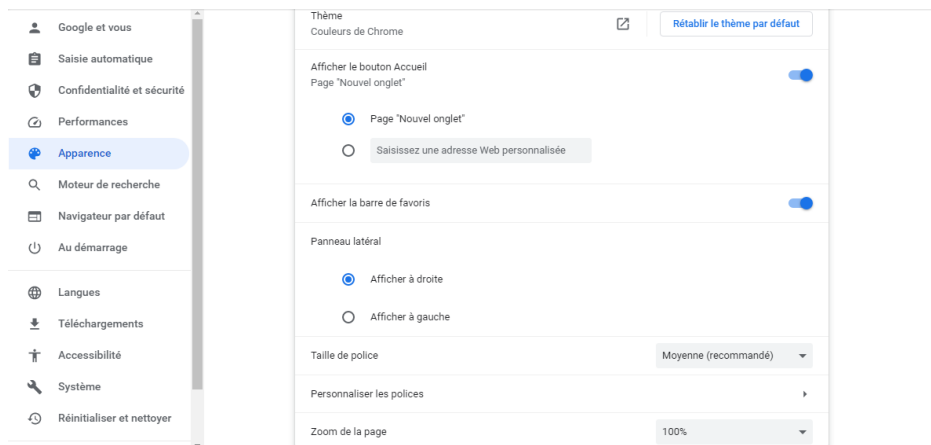 Google et vous
Saisie automatique
Confidentialité et sécurité
Performances
Apparence
Moteur de recherche
Navigateur par défaut
Au démarrage
Langues
Téléchargements
Accessibilité
Système
Réinitialiser et nettoyer
Thème
Couleurs de Chrome
Rétablir le thème par défaut
Afficher le bouton Accueil
Page "Nouvel onglet"
Page "Nouvel onglet"
Saisissez une adresse Web personnalisée
Afficher la barre de favoris
Panneau latéral
Afficher à droite
Afficher à gauche
Taille de police
Moyenne (recommandé)
Personnaliser les polices
Zoom de la page
100%